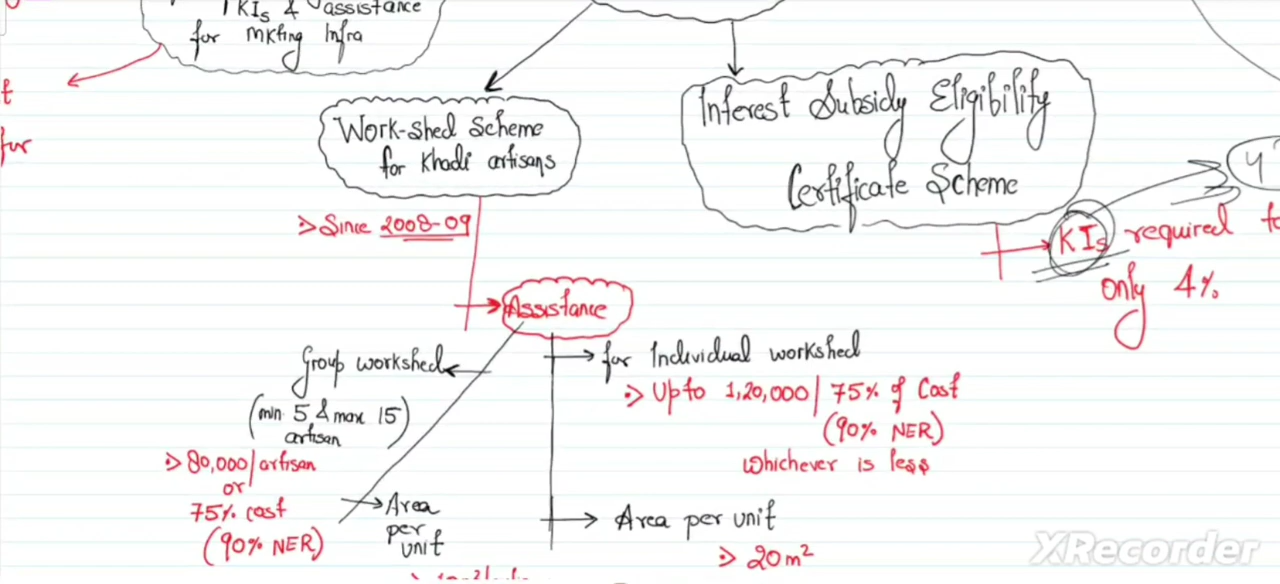 KIs & assistance
for mkting Infra
t
for
Work-shed Scheme
for Khadi artisans
Since 2008-09
Interest Subsidy Eligibility
Certificate Scheme
KIs required to
only 4%
4
Assistance
Group workshed
(min. 5 & max 15)
artisan
80,000/artisan
or
75% cost
(90% NER)
Area
per
unit
for Individual workshed
Upto 1,20,000/ 75% of Cost
(90% NER)
whichever is less
Area per unit
20m²
XRecorder